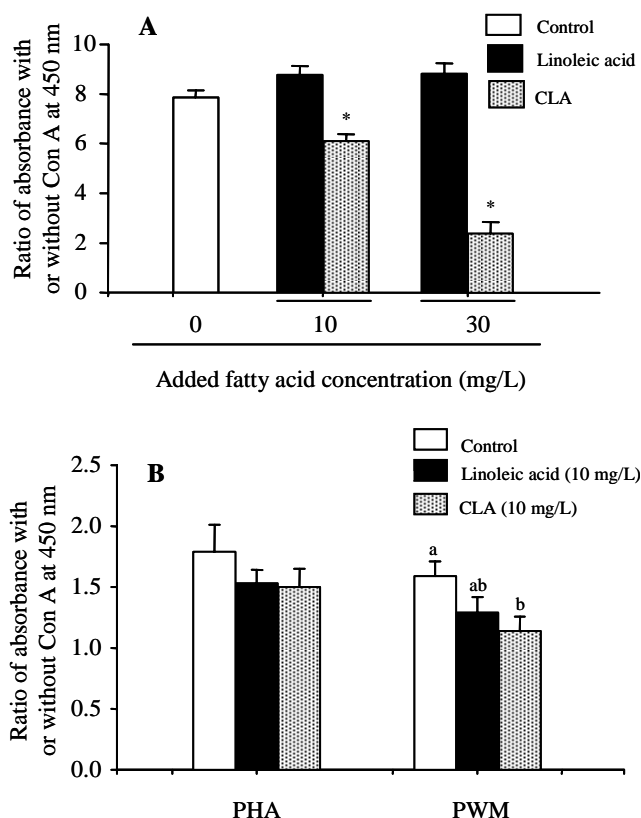 A
Control
Linoleic acid
CLA
Ratio of absorbance with
or without Con A at 450 nm
10
8
6
4
2
0
*
*
0 10 30
Added fatty acid concentration (mg/L)
B
Control
Linoleic acid (10 mg/L)
CLA (10 mg/L)
Ratio of absorbance with
or without Con A at 450 nm
2.5
2.0
1.5
1.0
0.5
0.0
a
ab
b
PHA PWM